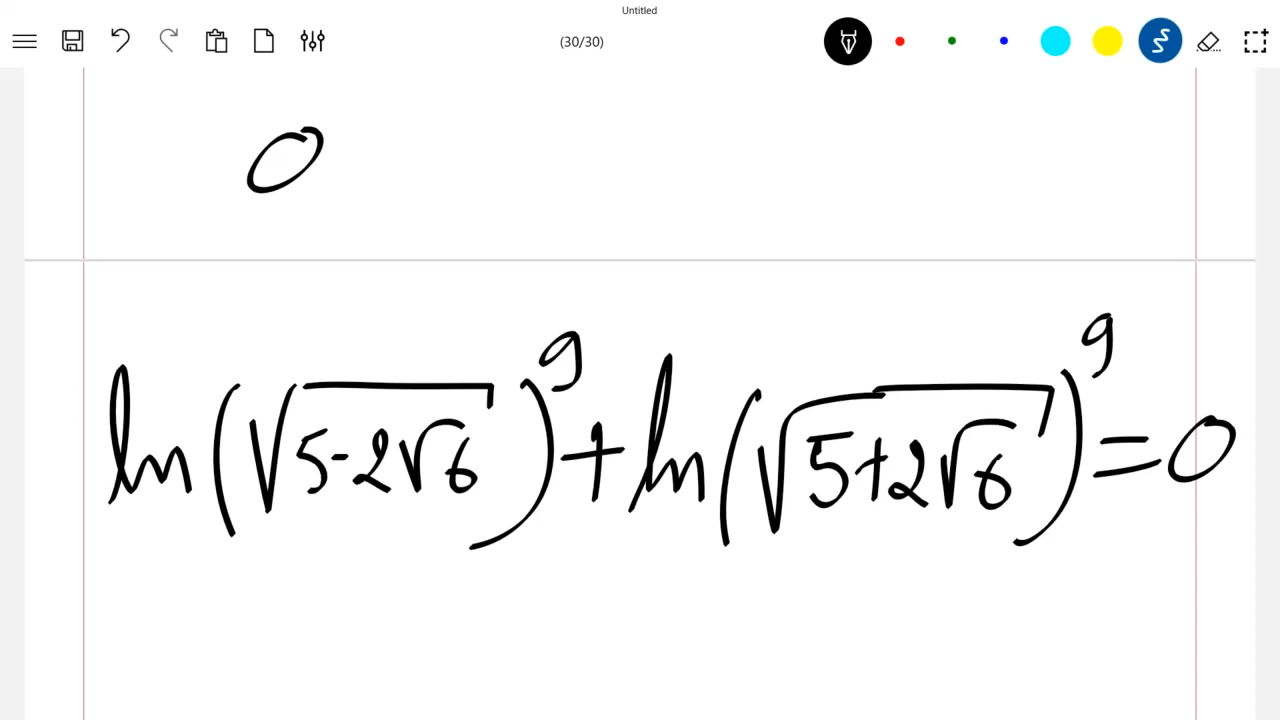 Untitled
(30/30)
0
ln(√(5-2√6))^9 + ln(√(5+2√6))^9 = 0